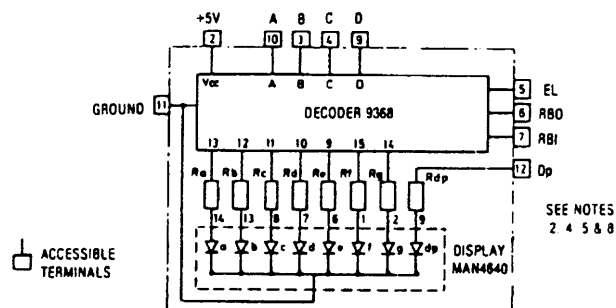 +5V A B C D
2 10 3 4 9
Vcc A B C D
5 EL
DECODER 9368
GROUND 11
6 RBO
7 RBI
13 12 11 10 9 15 14
12 Dp
Ra Rb Rc Rd Re Rf Rg Rdp
14 13 8 7 6 1 2 9
SEE NOTES
2 4 5 & 8
a b c d e f g dp
DISPLAY
MAN4640
ACCESSIBLE
TERMINALS